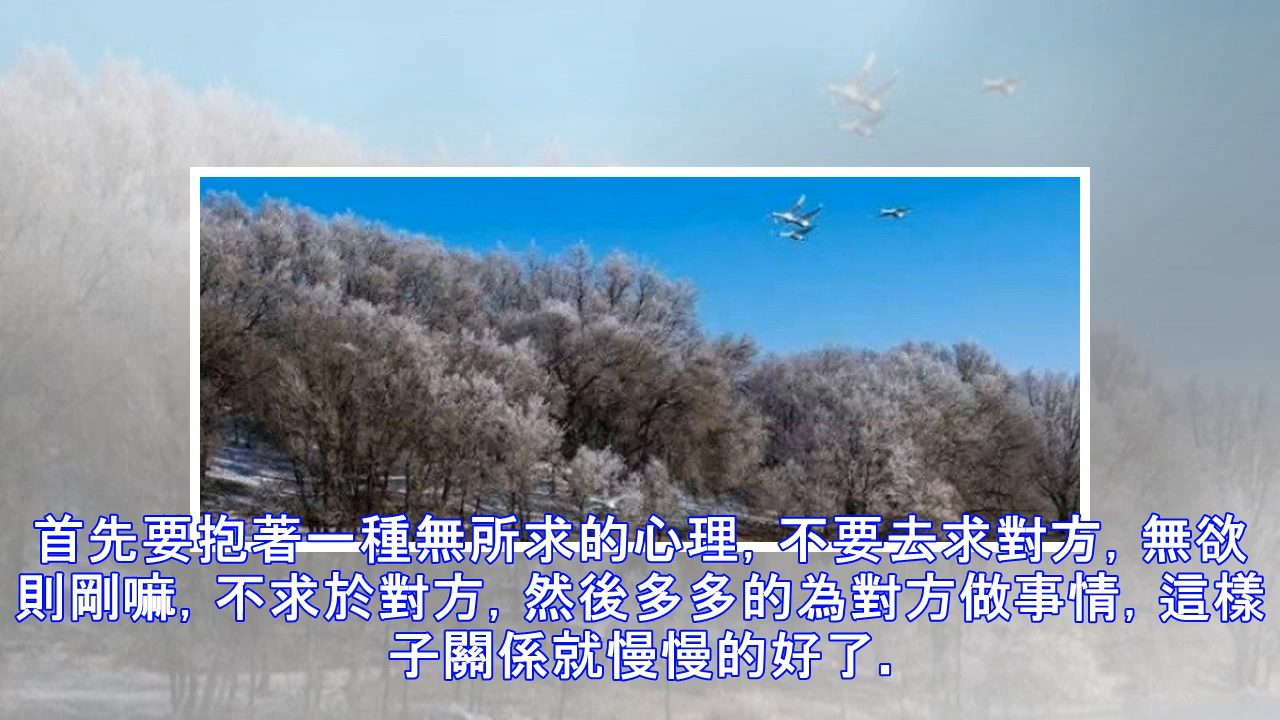 首先要抱著一種無所求的心理, 不要去求對方, 無欲
則剛嘛, 不求於對方, 然後多多的為對方做事情, 這樣
子關係就慢慢的好了.